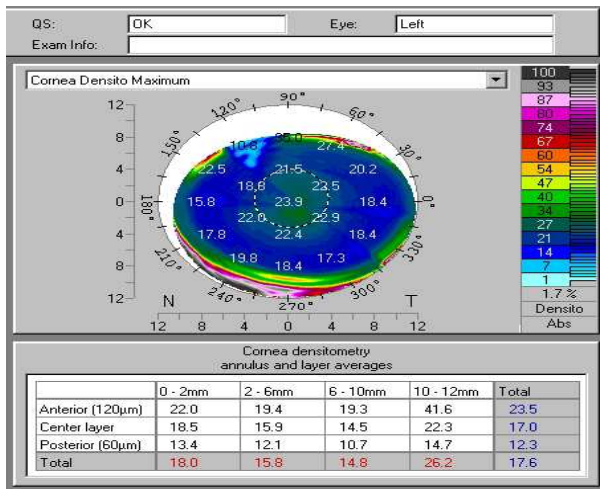 QS: OK Eye: Left
Exam Info:
Cornea Densito Maximum
12 8 4 0 4 8 12
90° 120° 60° 150° 30° 180° 0° 210° 330° 240° 300° 270°
10.8 35.0 27.4
22.5 21.5 20.2
18.8 23.5
15.8 23.9 18.4
22.0 22.9
17.8 22.4 18.4
19.8 18.4 17.3
N T
12 8 4 0 4 8 12
100
93
87
80
74
67
60
54
47
40
34
27
21
14
7
1
1.7 %
Densito
Abs
Cornea densitometry
annulus and layer averages
0 - 2mm 2 - 6mm 6 - 10mm 10 - 12mm Total
Anterior (120µm) 22.0 19.4 19.3 41.6 23.5
Center layer 18.5 15.9 14.5 22.3 17.0
Posterior (60µm) 13.4 12.1 10.7 14.7 12.3
Total 18.0 15.8 14.8 26.2 17.6